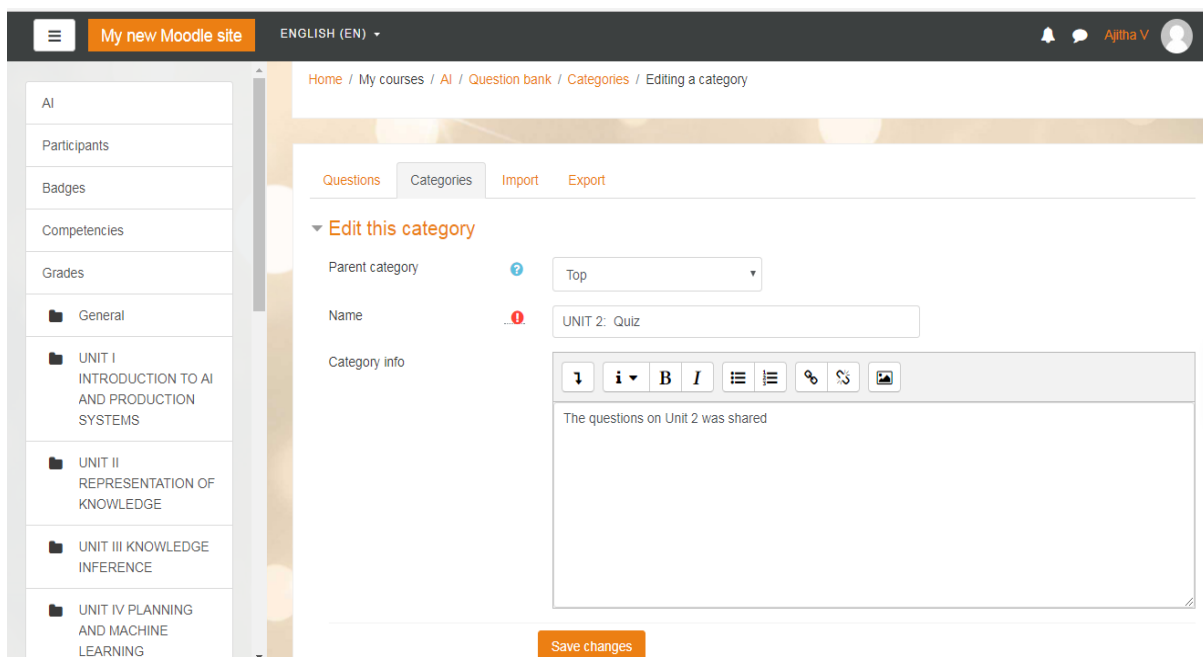 My new Moodle site
ENGLISH (EN)
Ajitha V
AI
Participants
Badges
Competencies
Grades
General
UNIT I
INTRODUCTION TO AI
AND PRODUCTION
SYSTEMS
UNIT II
REPRESENTATION OF
KNOWLEDGE
UNIT III KNOWLEDGE
INFERENCE
UNIT IV PLANNING
AND MACHINE
LEARNING
Home / My courses / AI / Question bank / Categories / Editing a category
Questions Categories Import Export
Edit this category
Parent category ? Top
Name ! UNIT 2: Quiz
Category info
i B I
The questions on Unit 2 was shared
Save changes